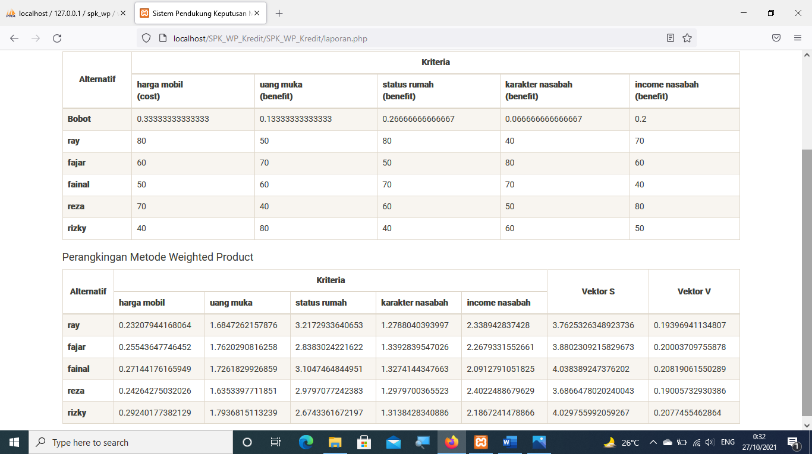 localhost / 127.0.0.1 / spk_wp /
Sistem Pendukung Keputusan
localhost/SPK_WP_Kredit/SPK_WP_Kredit/laporan.php
Alternatif Kriteria
harga mobil (cost) uang muka (benefit) status rumah (benefit) karakter nasabah (benefit) income nasabah (benefit)
Bobot 0.33333333333333 0.13333333333333 0.26666666666667 0.066666666666667 0.2
ray 80 50 80 40 70
fajar 60 70 50 80 60
fainal 50 60 70 70 40
reza 70 40 60 50 80
rizky 40 80 40 60 50
Perangkingan Metode Weighted Product
Alternatif Kriteria Vektor S Vektor V
harga mobil uang muka status rumah karakter nasabah income nasabah
ray 0.23207944168064 1.6847262157876 3.2172933640653 1.2788040393997 2.338942837428 3.7625326348923736 0.19396941134807
fajar 0.25543647746452 1.7620290816258 2.8383024221622 1.3392839547026 2.2679331552661 3.8802309215829673 0.20003709755878
fainal 0.27144176165949 1.7261829926859 3.1047464844951 1.3274144347663 2.0912791051825 4.038389247376202 0.20819061550289
reza 0.24264275032026 1.6353397711851 2.9797077242383 1.2979700365523 2.4022488679629 3.6866478020240043 0.19005732930386
rizky 0.29240177382129 1.7936815113239 2.6743361672197 1.3138428340886 2.1867241478866 4.029755992059267 0.2077455462864
Type here to search
26°C
ENG
0:32
27/10/2021